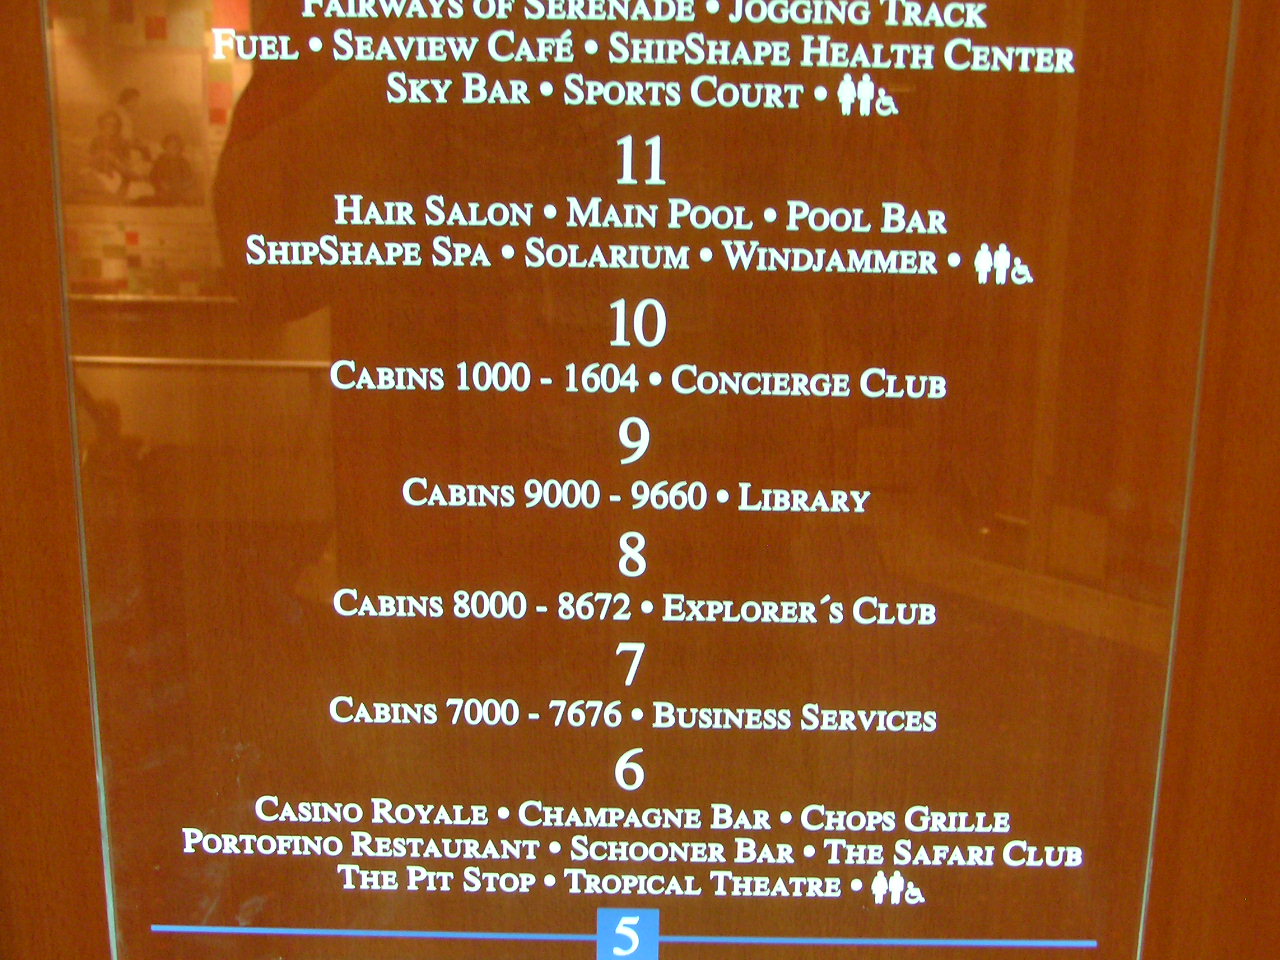 FAIRWAYS OF SERENADE • JOGGING TRACK
FUEL • SEAVIEW CAFÉ • SHIPSHAPE HEALTH CENTER
SKY BAR • SPORTS COURT •
11
HAIR SALON • MAIN POOL • POOL BAR
SHIPSHAPE SPA • SOLARIUM • WINDJAMMER •
10
CABINS 1000 - 1604 • CONCIERGE CLUB
9
CABINS 9000 - 9660 • LIBRARY
8
CABINS 8000 - 8672 • EXPLORER´S CLUB
7
CABINS 7000 - 7676 • BUSINESS SERVICES
6
CASINO ROYALE • CHAMPAGNE BAR • CHOPS GRILLE
PORTOFINO RESTAURANT • SCHOONER BAR • THE SAFARI CLUB
THE PIT STOP • TROPICAL THEATRE •
5